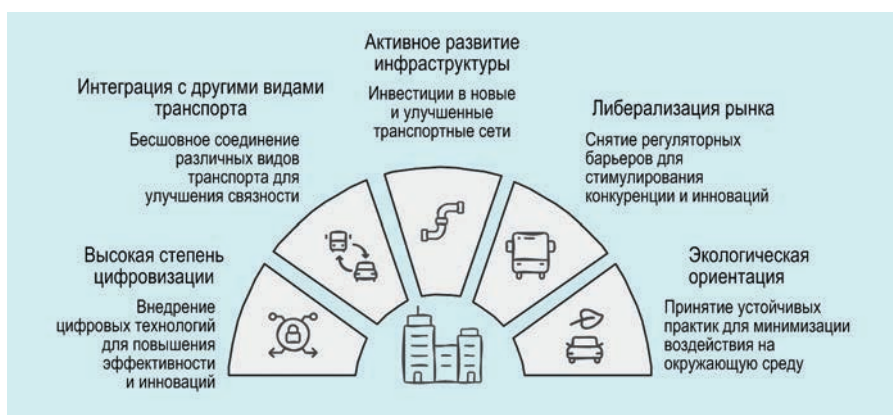 Высокая степень
цифровизации
Внедрение
цифровых технологий
для повышения
эффективности
и инноваций
Интеграция с другими видами
транспорта
Бесшовное соединение
различных видов
транспорта для
улучшения связности
Активное развитие
инфраструктуры
Инвестиции в новые
и улучшенные
транспортные сети
Либерализация рынка
Снятие регуляторных
барьеров для
стимулирования
конкуренции и инноваций
Экологическая
ориентация
Принятие устойчивых
практик для минимизации
воздействия на
окружающую среду